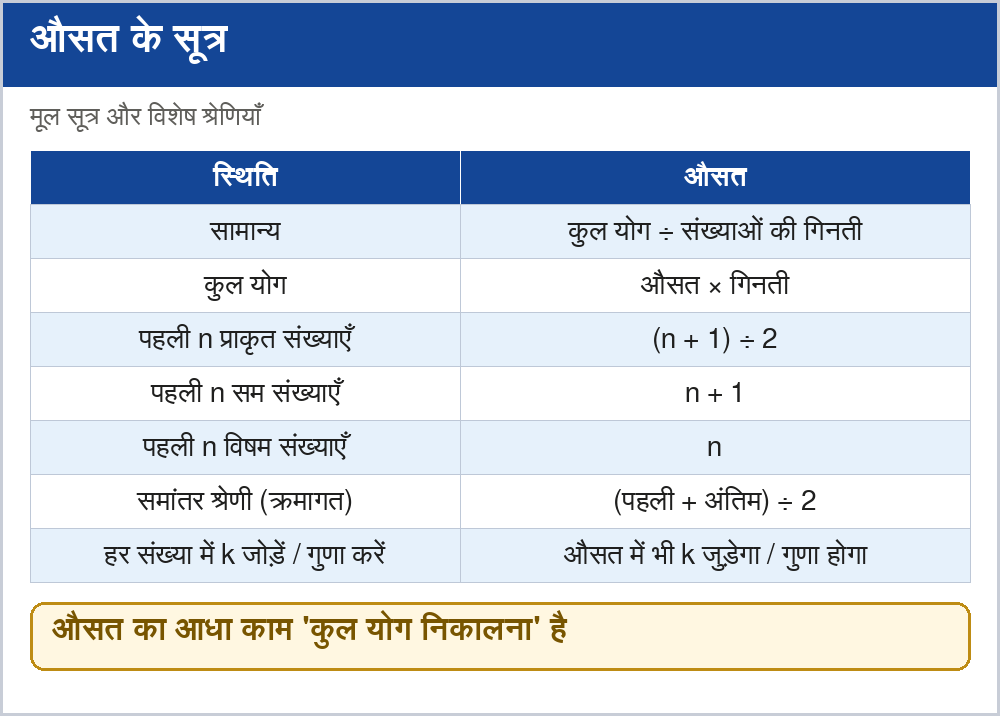 औसत के सूत्र
मूल सूत्र और विशेष श्रेणियाँ
स्थिति औसत
सामान्य कुल योग ÷ संख्याओं की गिनती
कुल योग औसत × गिनती
पहली n प्राकृत संख्याएँ (n + 1) ÷ 2
पहली n सम संख्याएँ n + 1
पहली n विषम संख्याएँ n
समांतर श्रेणी (क्रमागत) (पहली + अंतिम) ÷ 2
हर संख्या में k जोड़ें / गुणा करें औसत में भी k जुड़ेगा / गुणा होगा
औसत का आधा काम 'कुल योग निकालना' है